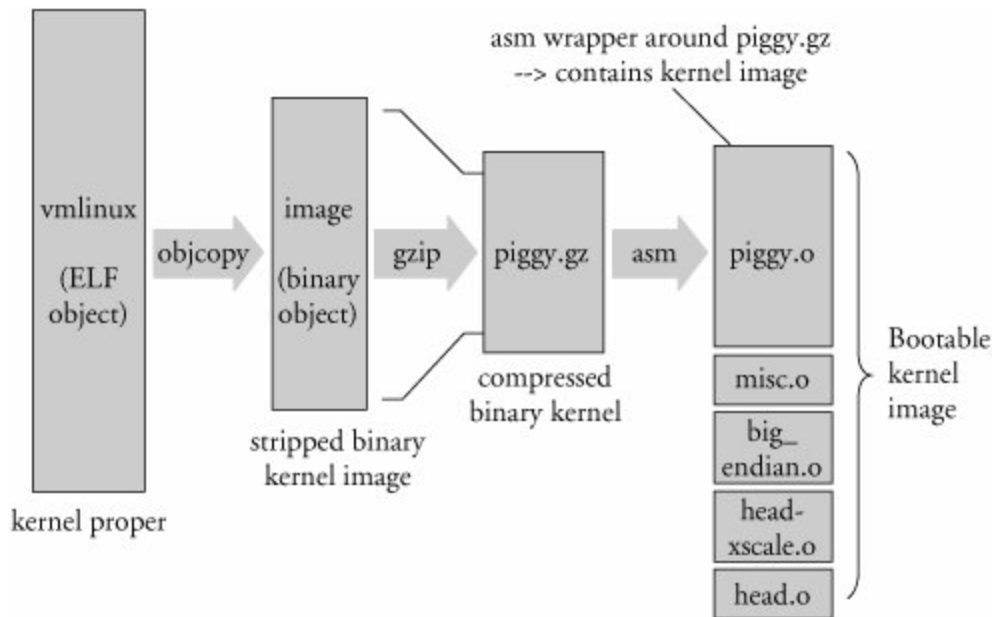 asm wrapper around piggy.gz
--> contains kernel image
vmlinux
(ELF
object)
objcopy
image
(binary
object)
gzip
piggy.gz
asm
piggy.o
misc.o
big_
endian.o
head-
xscale.o
head.o
Bootable
kernel
image
compressed
binary kernel
stripped binary
kernel image
kernel proper